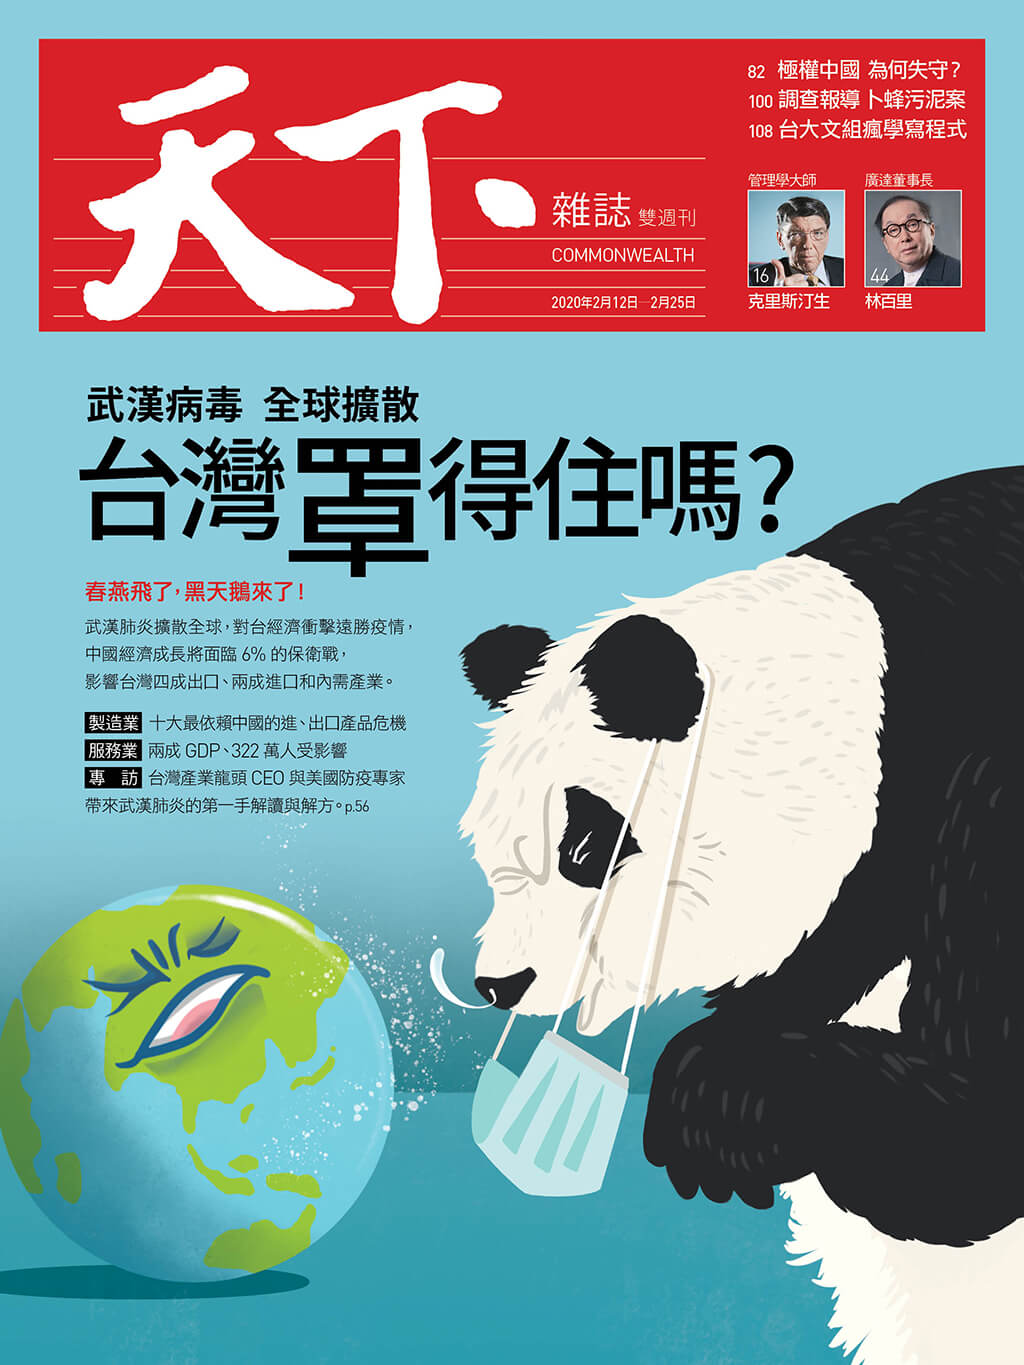 天下
雜誌 雙週刊
COMMONWEALTH
2020年2月12日—2月25日
82 極權中國 為何失守？
100 調查報導 卜蜂污泥案
108 台大文組瘋學寫程式
管理學大師
16
克里斯汀生
廣達董事長
44
林百里
武漢病毒 全球擴散
台灣罩得住嗎？
春燕飛了，黑天鵝來了！
武漢肺炎擴散全球，對台經濟衝擊遠勝疫情，
中國經濟成長將面臨 6% 的保衛戰，
影響台灣四成出口、兩成進口和內需產業。
製造業 十大最依賴中國的進、出口產品危機
服務業 兩成 GDP、322 萬人受影響
專 訪 台灣產業龍頭 CEO 與美國防疫專家
帶來武漢肺炎的第一手解讀與解方。p.56